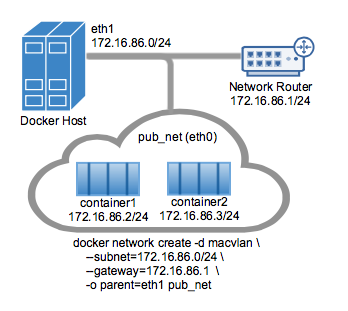 eth1
172.16.86.0/24
Network Router
172.16.86.1/24
Docker Host
pub_net (eth0)
container1
172.16.86.2/24
container2
172.16.86.3/24
docker network create -d macvlan \
--subnet=172.16.86.0/24 \
--gateway=172.16.86.1 \
-o parent=eth1 pub_net